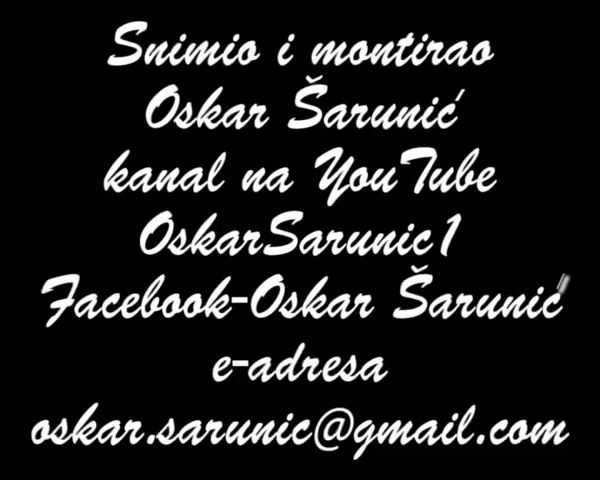 Snimio i montirao
Oskar Šarunić
kanal na YouTube
OskarSarunic1
Facebook-Oskar Šarunić
e-adresa
oskar.sarunic@gmail.com